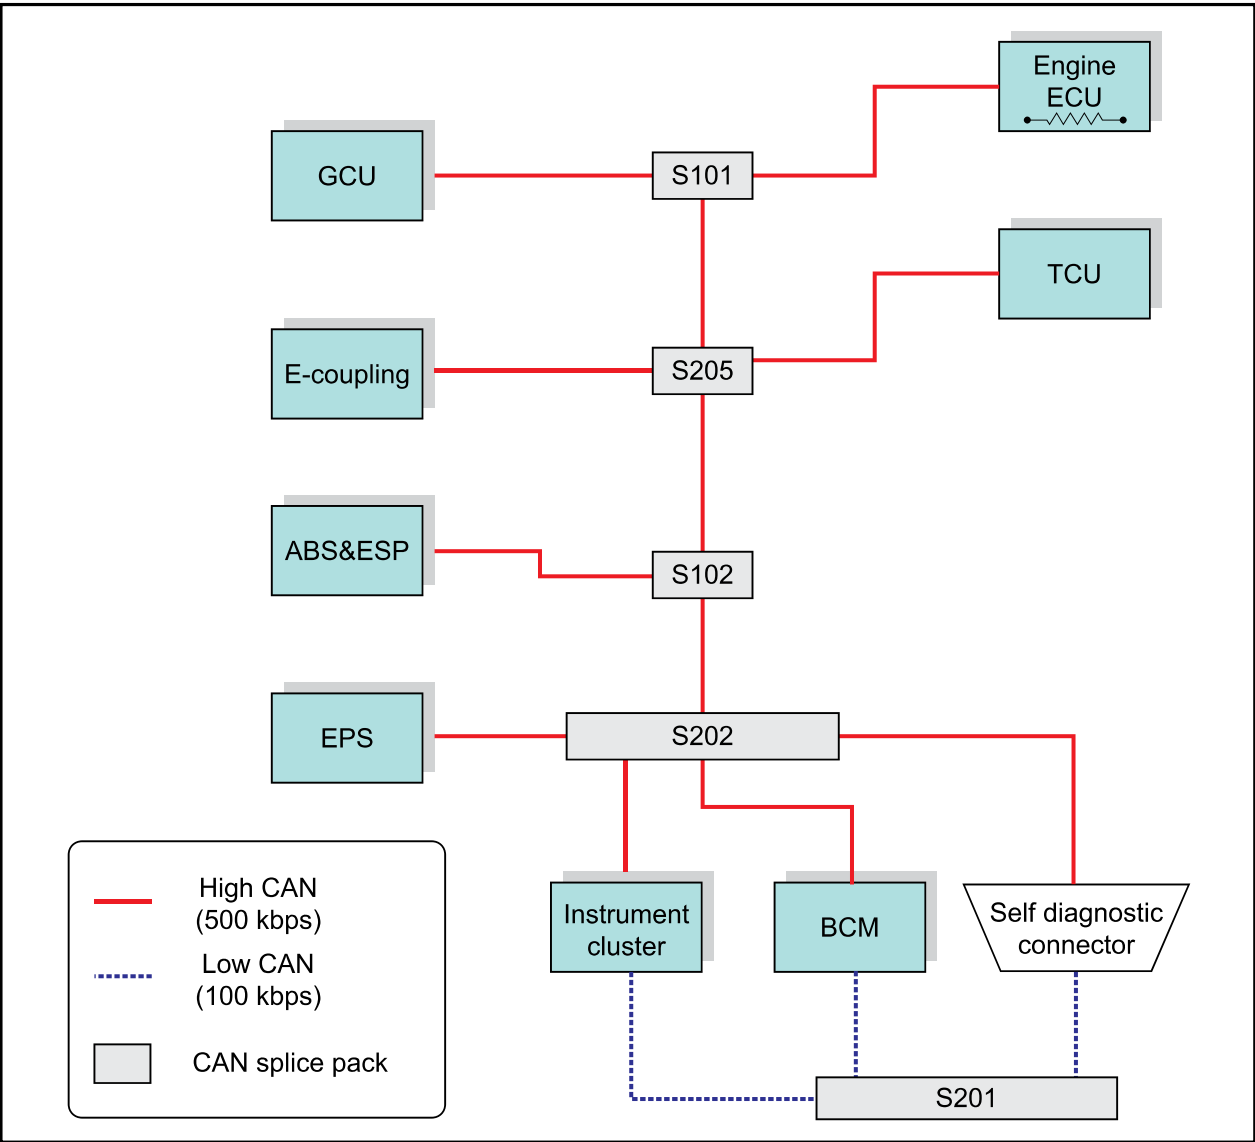 Engine
ECU
GCU
S101
TCU
E-coupling
S205
ABS&ESP
S102
EPS
S202
High CAN
(500 kbps)
Low CAN
(100 kbps)
CAN splice pack
Instrument
cluster
BCM
Self diagnostic
connector
S201